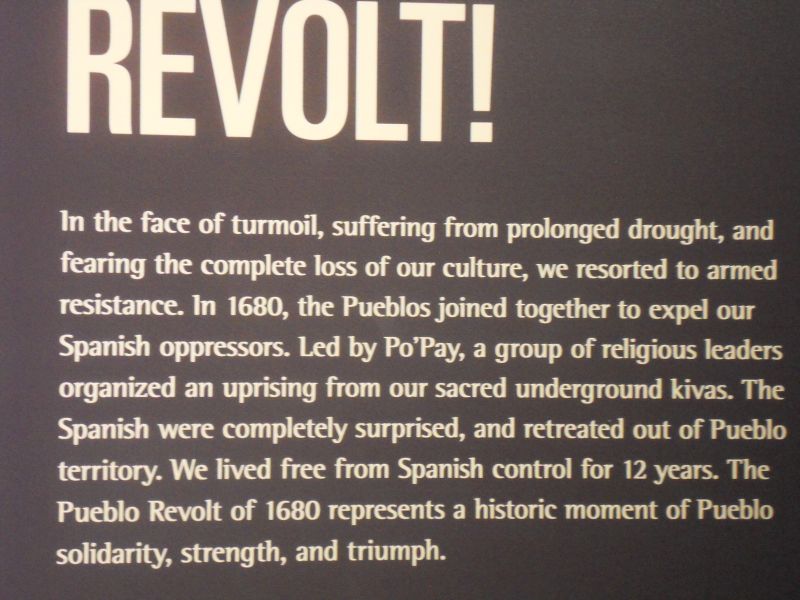 REVOLT!
In the face of turmoil, suffering from prolonged drought, and
fearing the complete loss of our culture, we resorted to armed
resistance. In 1680, the Pueblos joined together to expel our
Spanish oppressors. Led by Po'Pay, a group of religious leaders
organized an uprising from our sacred underground kivas. The
Spanish were completely surprised, and retreated out of Pueblo
territory. We lived free from Spanish control for 12 years. The
Pueblo Revolt of 1680 represents a historic moment of Pueblo
solidarity, strength, and triumph.